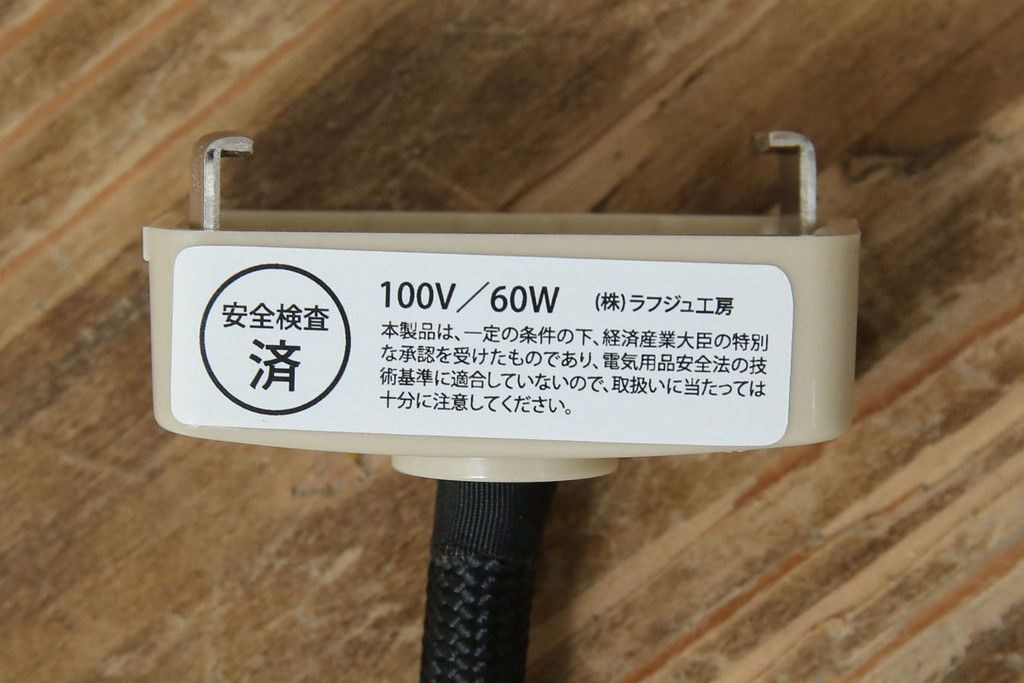 安全検査
済
100V／60W （株）ラフジュ工房
本製品は、一定の条件の下、経済産業大臣の特別
な承認を受けたものであり、電気用品安全法の技
術基準に適合していないので、取扱いに当たっては
十分に注意してください。